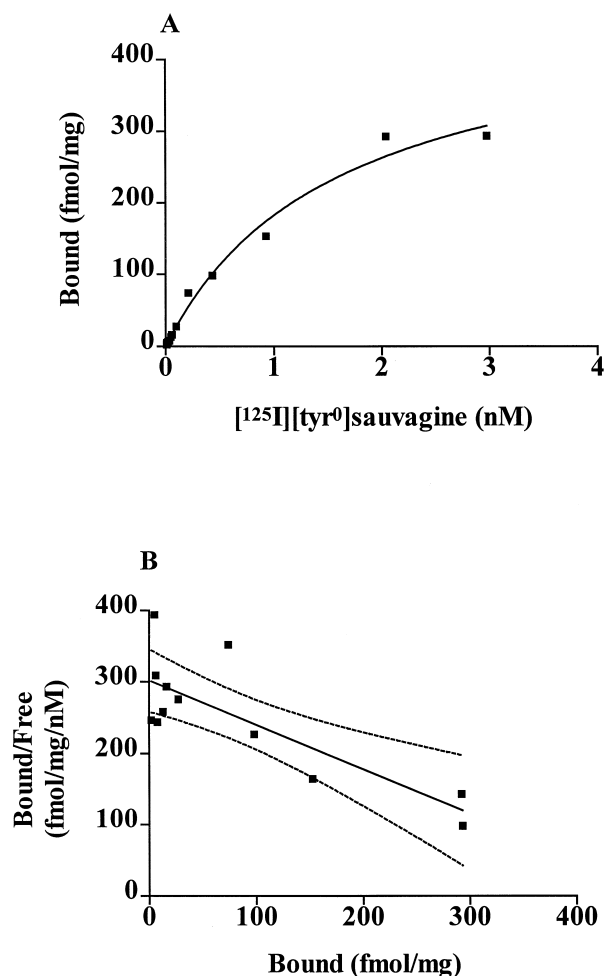 A
400
300
200
100
0
Bound (fmol/mg)
0 1 2 3 4
[¹²⁵I][tyr⁰]sauvagine (nM)
B
400
300
200
100
0
Bound/Free
(fmol/mg/nM)
0 100 200 300 400
Bound (fmol/mg)